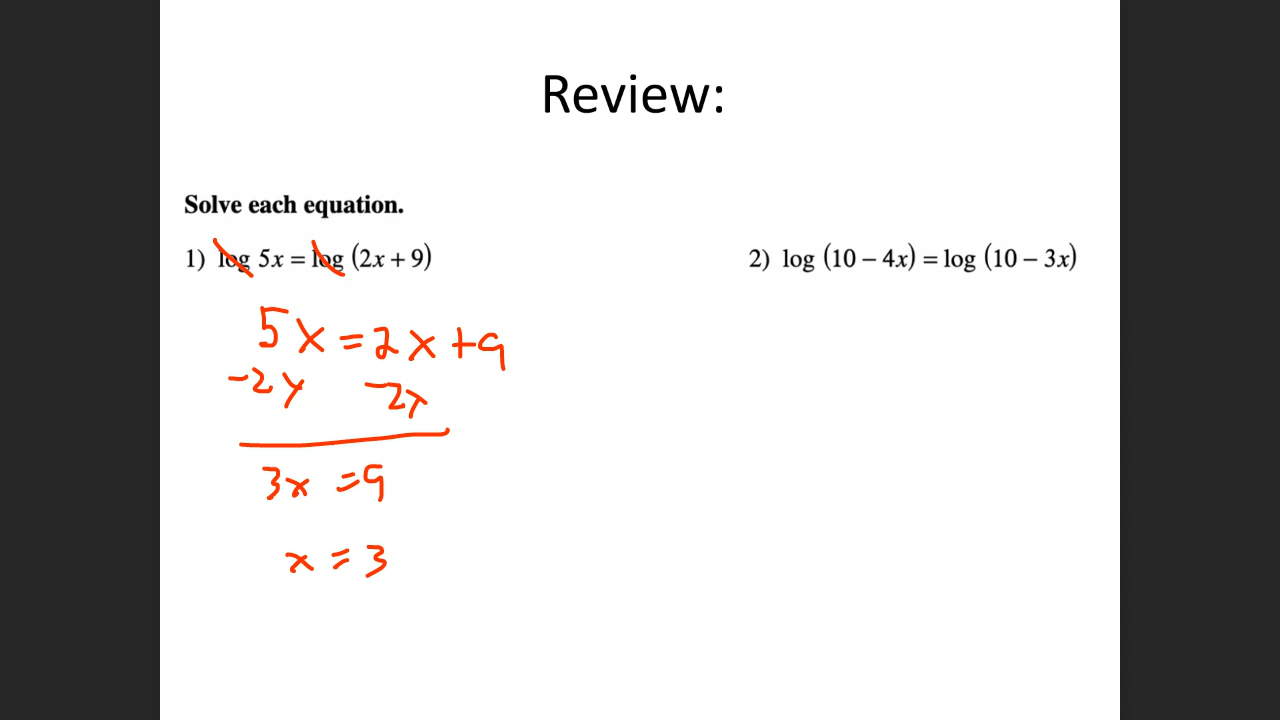 Review:
Solve each equation.
1) log 5x = log (2x + 9)
2) log (10 – 4x) = log (10 – 3x)
5x = 2x + 9
-2x -2x
3x = 9
x = 3